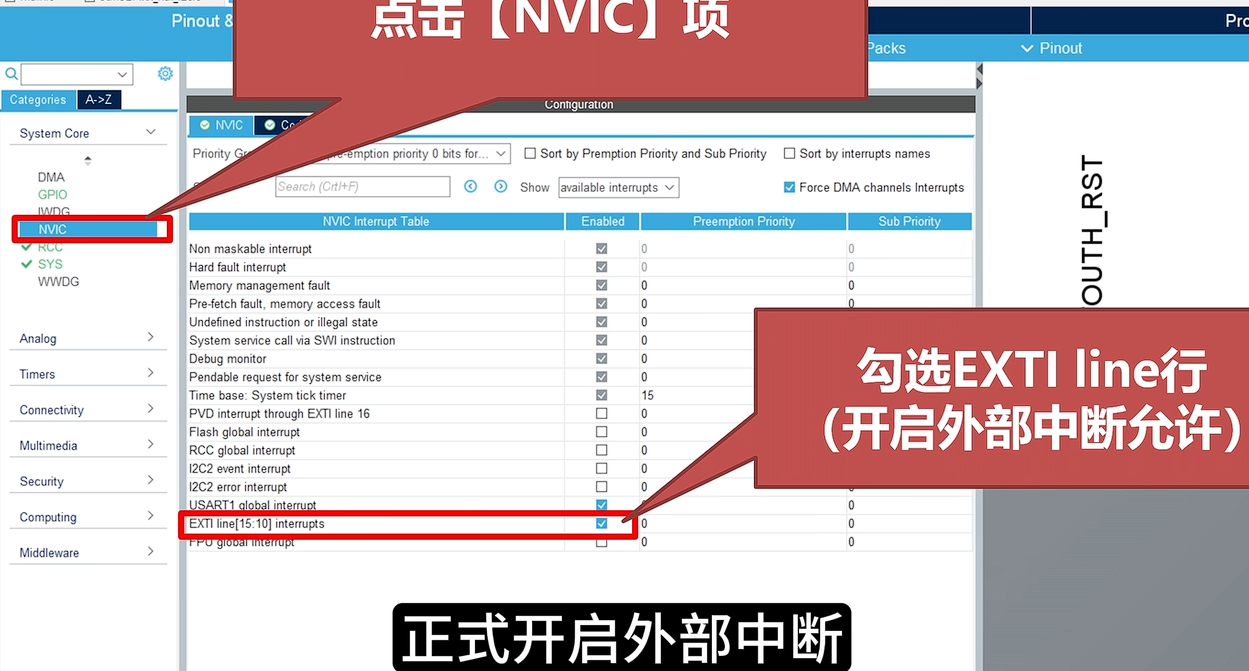 Pinout &
点击【NVIC】项
Pro
Packs
Pinout
Categories
A->Z
System Core
DMA
GPIO
IWDG
NVIC
RCC
SYS
WWDG
Analog
Timers
Connectivity
Multimedia
Security
Computing
Middleware
Configuration
NVIC
Priority
Sort by Premption Priority and Sub Priority
Sort by interrupts names
Search (Crtl+F)
Show
available interrupts
Force DMA channels Interrupts
NVIC Interrupt Table Enabled Preemption Priority Sub Priority
Non maskable interrupt 0 0
Hard fault interrupt 0 0
Memory management fault 0 0
Pre-fetch fault, memory access fault 0 0
Undefined instruction or illegal state 0
System service call via SWI instruction 0
Debug monitor 0
Pendable request for system service 0
Time base: System tick timer 15
PVD interrupt through EXTI line 16 0
Flash global interrupt 0
RCC global interrupt 0
I2C2 event interrupt 0
I2C2 error interrupt 0 0
USART1 global interrupt 0
EXTI line[15:10] interrupts 0 0
FPU global interrupt 0 0
OUTH_RST
勾选EXTI line行
（开启外部中断允许）
正式开启外部中断